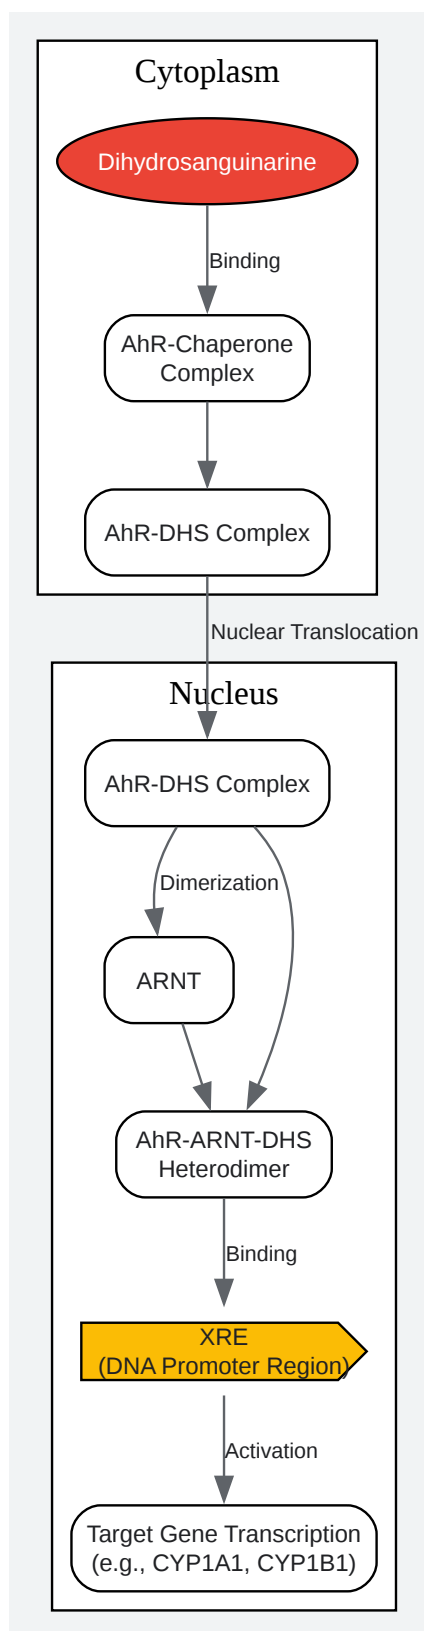 Cytoplasm
Dihydrosanguinarine
Binding
AhR-Chaperone
Complex
AhR-DHS Complex
Nuclear Translocation
Nucleus
AhR-DHS Complex
Dimerization
ARNT
AhR-ARNT-DHS
Heterodimer
Binding
XRE
(DNA Promoter Region)
Activation
Target Gene Transcription
(e.g., CYP1A1, CYP1B1)